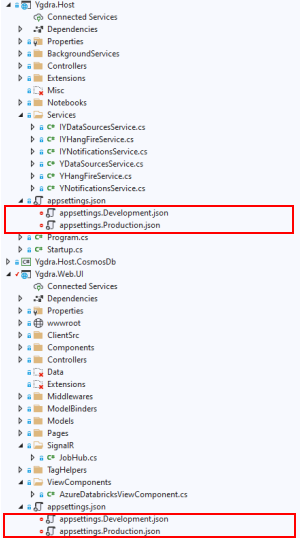 Ygdra.Host
Connected Services
Dependencies
Properties
BackgroundServices
Controllers
Extensions
Misc
Notebooks
Services
IYDataSourcesService.cs
IYHangFireService.cs
IYNotificationsService.cs
YDataSourcesService.cs
YHangFireService.cs
YNotificationsService.cs
appsettings.json
appsettings.Development.json
appsettings.Production.json
Program.cs
Startup.cs
Ygdra.Host.CosmosDb
Ygdra.Web.UI
Connected Services
Dependencies
Properties
wwwroot
ClientSrc
Components
Controllers
Data
Extensions
Middlewares
ModelBinders
Models
Pages
SignalR
JobHub.cs
TagHelpers
ViewComponents
AzureDatabricksViewComponent.cs
appsettings.json
appsettings.Development.json
appsettings.Production.json